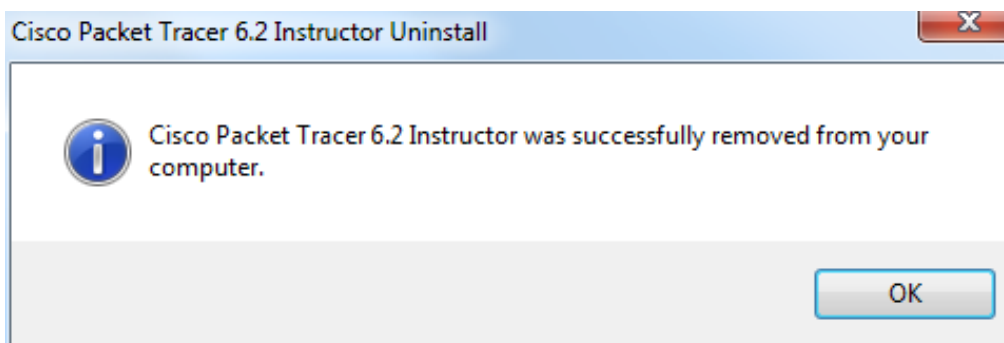 Cisco Packet Tracer 6.2 Instructor Uninstall
Cisco Packet Tracer 6.2 Instructor was successfully removed from your
computer.
OK